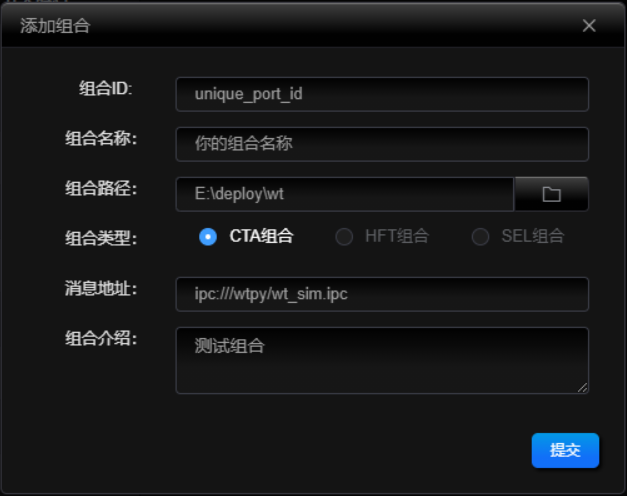 添加组合
组合ID:
unique_port_id
组合名称:
你的组合名称
组合路径:
E:\deploy\wt
组合类型:
CTA组合 HFT组合 SEL组合
消息地址:
ipc:///wtpy/wt_sim.ipc
组合介绍:
测试组合
提交